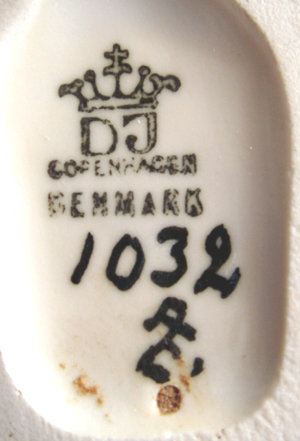 DJ
COPENHAGEN
DENMARK
1032